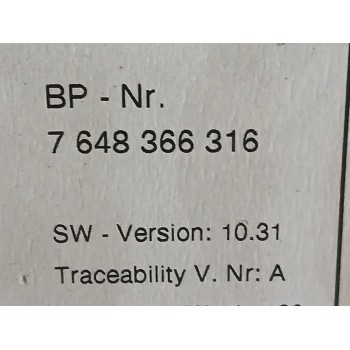 BP - Nr.
7 648 366 316
SW - Version: 10.31
Traceability V. Nr: A